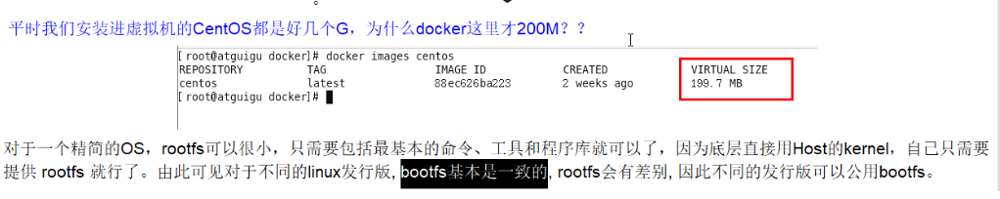 。
平时我们安装进虚拟机的CentOS都是好几个G，为什么docker这里才200M？？
[root@atguigu docker]# docker images centos
REPOSITORY TAG IMAGE ID CREATED VIRTUAL SIZE
centos latest 88ec626ba223 2 weeks ago 199.7 MB
[root@atguigu docker]#
对于一个精简的OS，rootfs可以很小，只需要包括最基本的命令、工具和程序库就可以了，因为底层直接用Host的kernel，自己只需要
提供 rootfs 就行了。由此可见对于不同的linux发行版, bootfs基本是一致的, rootfs会有差别, 因此不同的发行版可以公用bootfs。